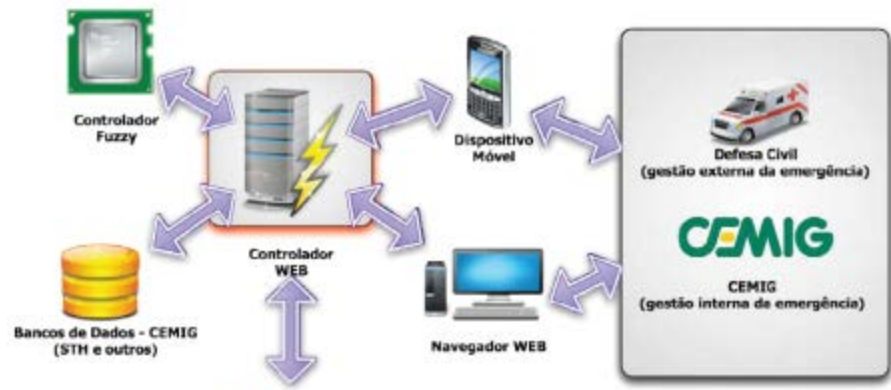 Controlador
Fuzzy
Dispositivo
Móvel
Defesa Civil
(gestão externa da emergência)
Controlador
WEB
CEMIG
CEMIG
(gestão interna da emergência)
Bancos de Dados - CEMIG
(STH e outros)
Navegador WEB